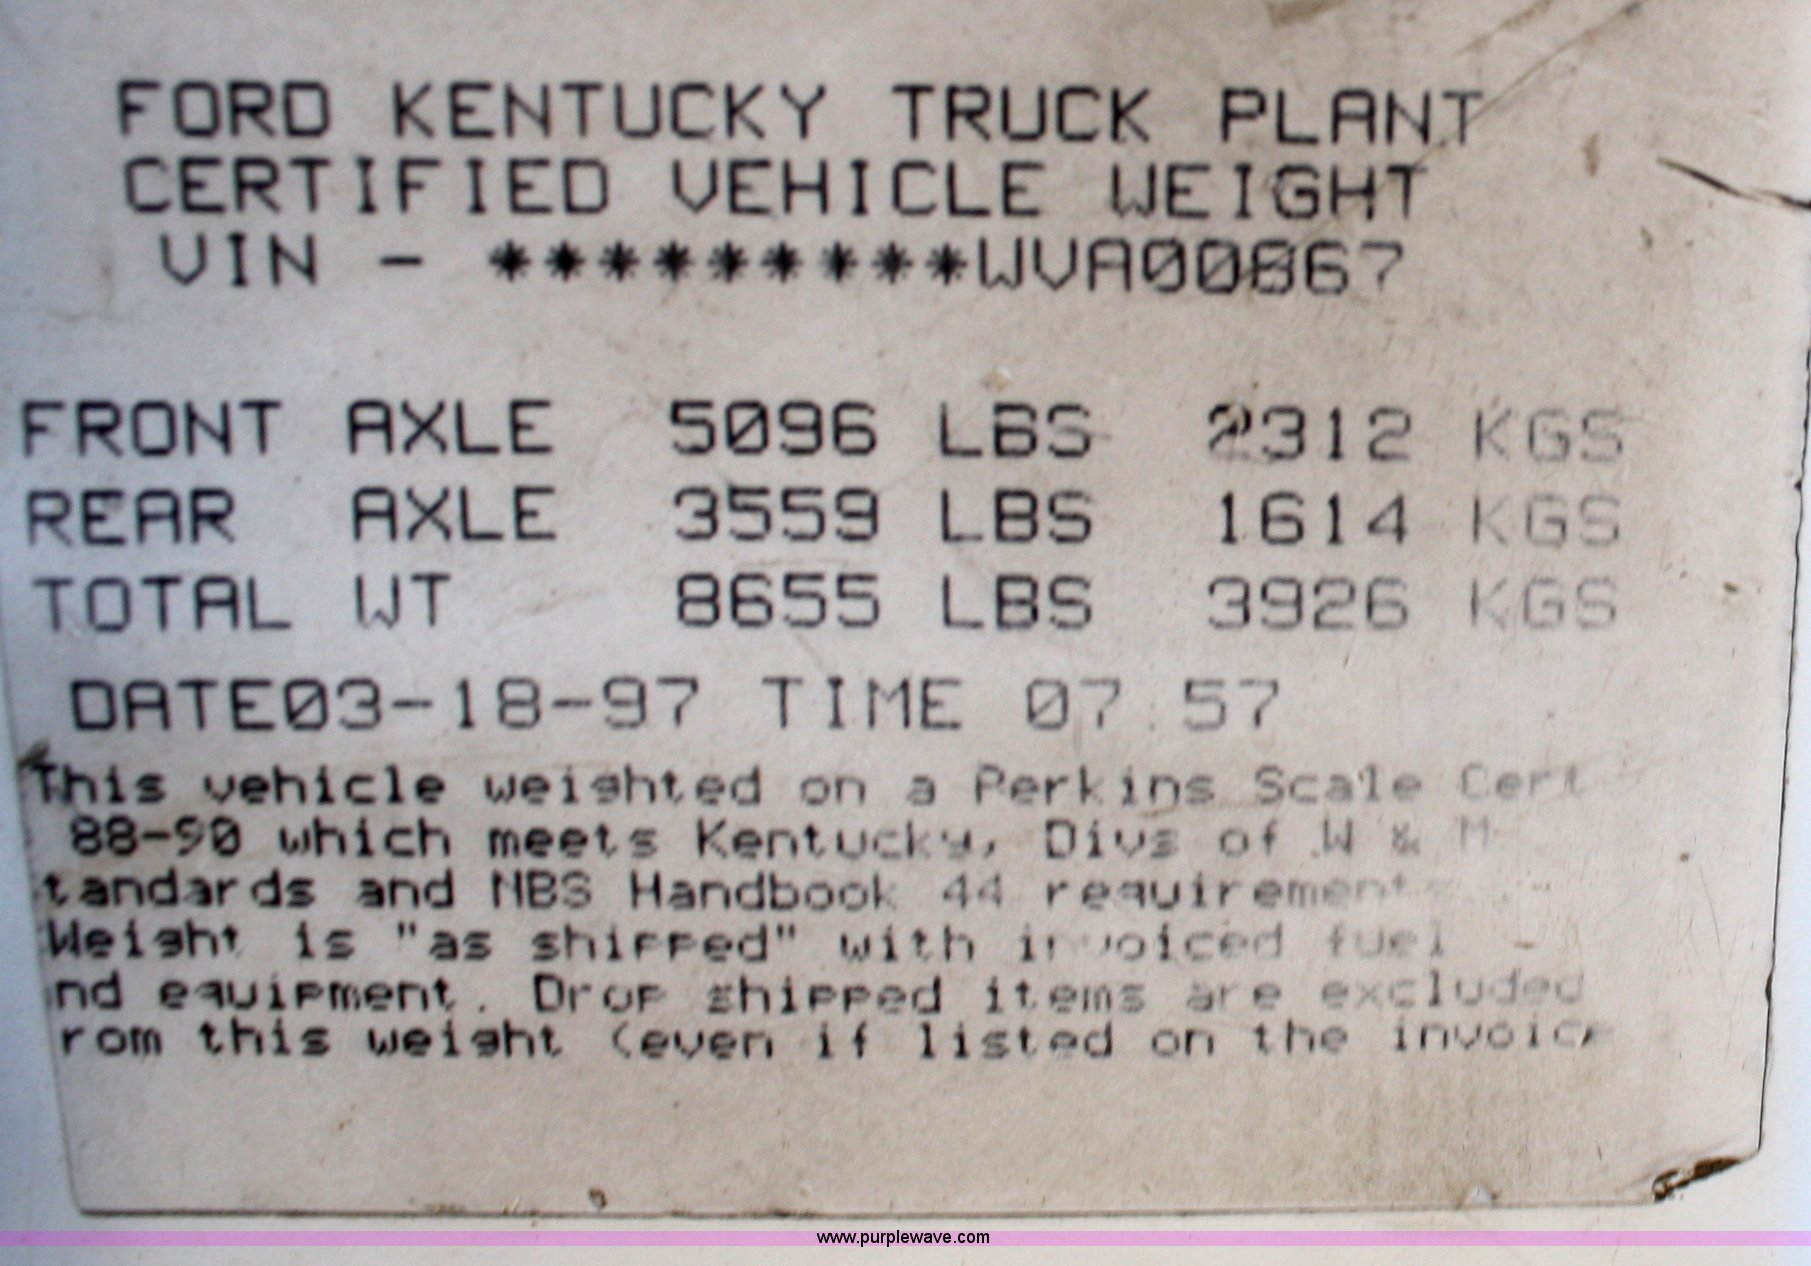 FORD KENTUCKY TRUCK PLANT
CERTIFIED VEHICLE WEIGHT
VIN - *********WVA00867
FRONT AXLE 5096 LBS 2312 KGS
REAR AXLE 3559 LBS 1614 KGS
TOTAL WT 8655 LBS 3926 KGS
DATE03-18-97 TIME 07:57
This vehicle weighted on a Perkins Scale Cert
88-90 which meets Kentucky, Divs of W & M
tandards and NBS Handbook 44 requirements
Weight is "as shipped" with invoiced fuel
nd equipment. Drop shipped items are excluded
rom this weight (even if listed on the invoice
www.purplewave.com